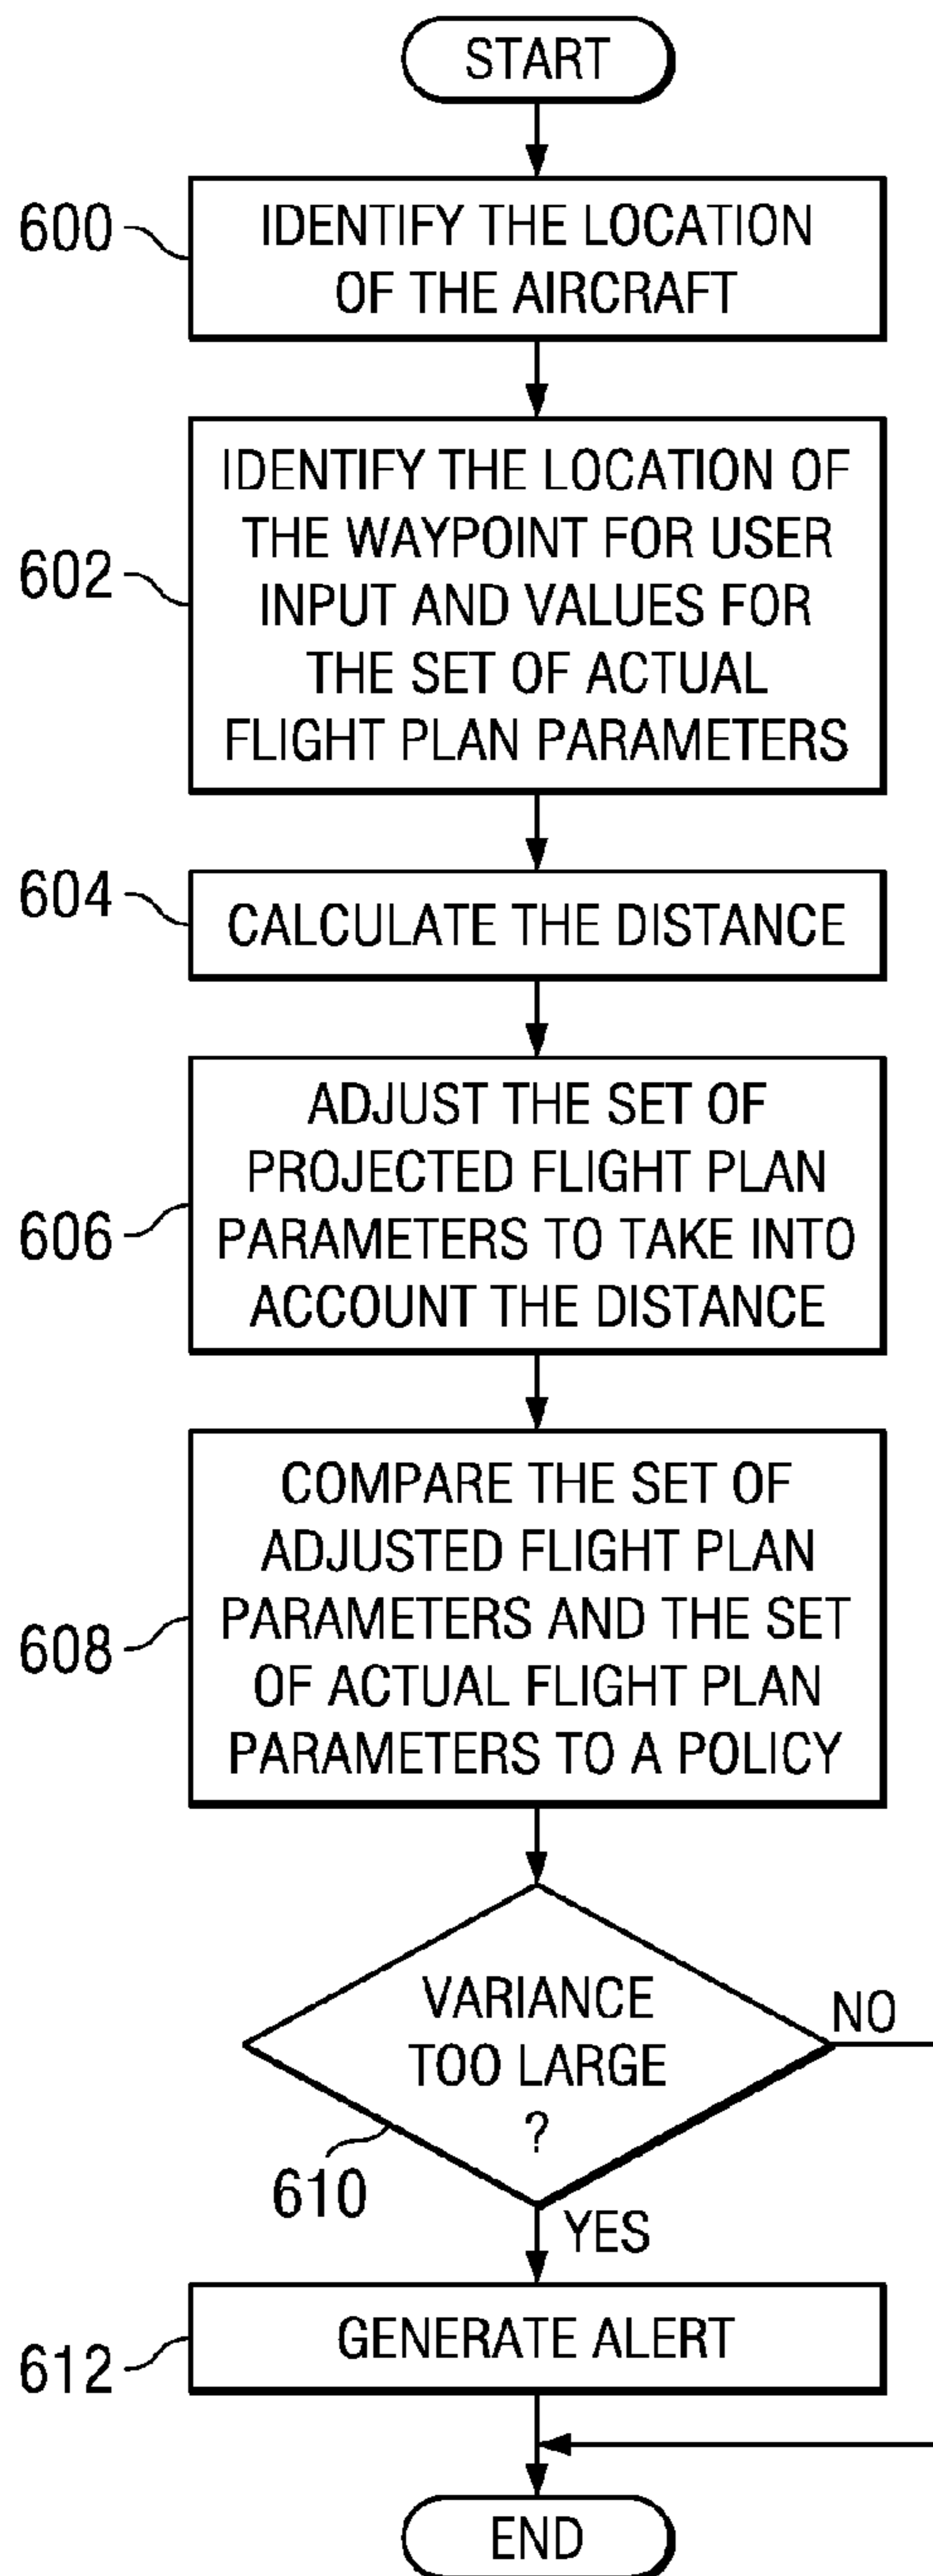 START
600
IDENTIFY THE LOCATION
OF THE AIRCRAFT
602
IDENTIFY THE LOCATION OF
THE WAYPOINT FOR USER
INPUT AND VALUES FOR
THE SET OF ACTUAL
FLIGHT PLAN PARAMETERS
604
CALCULATE THE DISTANCE
606
ADJUST THE SET OF
PROJECTED FLIGHT PLAN
PARAMETERS TO TAKE INTO
ACCOUNT THE DISTANCE
608
COMPARE THE SET OF
ADJUSTED FLIGHT PLAN
PARAMETERS AND THE SET
OF ACTUAL FLIGHT PLAN
PARAMETERS TO A POLICY
VARIANCE
TOO LARGE
?
NO
610
YES
612
GENERATE ALERT
END